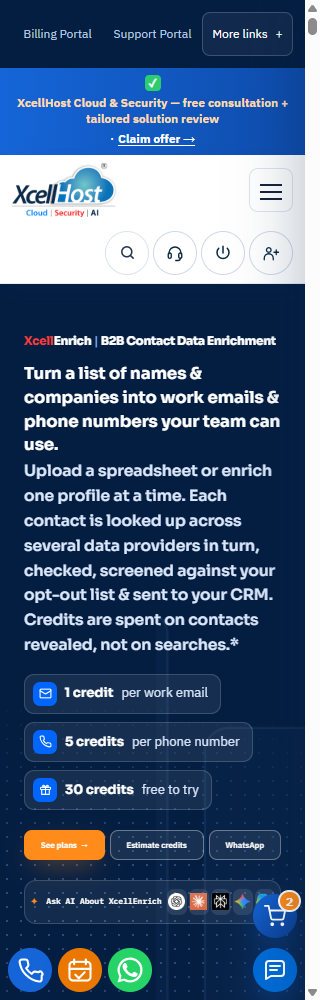 Billing Portal Support Portal More links +
XcellHost Cloud & Security — free consultation +
tailored solution review
· Claim offer →
XcellHost®
Cloud | Security | AI
XcellEnrich | B2B Contact Data Enrichment
Turn a list of names &
companies into work emails &
phone numbers your team can
use.
Upload a spreadsheet or enrich
one profile at a time. Each
contact is looked up across
several data providers in turn,
checked, screened against your
opt-out list & sent to your CRM.
Credits are spent on contacts
revealed, not on searches.*
1 credit per work email
5 credits per phone number
30 credits free to try
See plans → Estimate credits WhatsApp
Ask AI About XcellEnrich
2